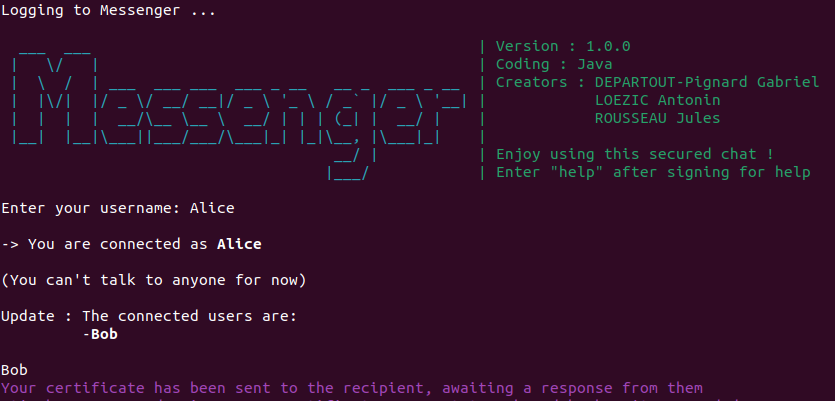 Logging to Messenger ...
Messenger
| Version : 1.0.0
| Coding : Java
| Creators : DEPARTOUT-Pignard Gabriel
| LOEZIC Antonin
| ROUSSEAU Jules
| Enjoy using this secured chat !
| Enter "help" after signing for help
Enter your username: Alice
-> You are connected as Alice
(You can't talk to anyone for now)
Update : The connected users are:
-Bob
Bob
Your certificate has been sent to the recipient, awaiting a response from them